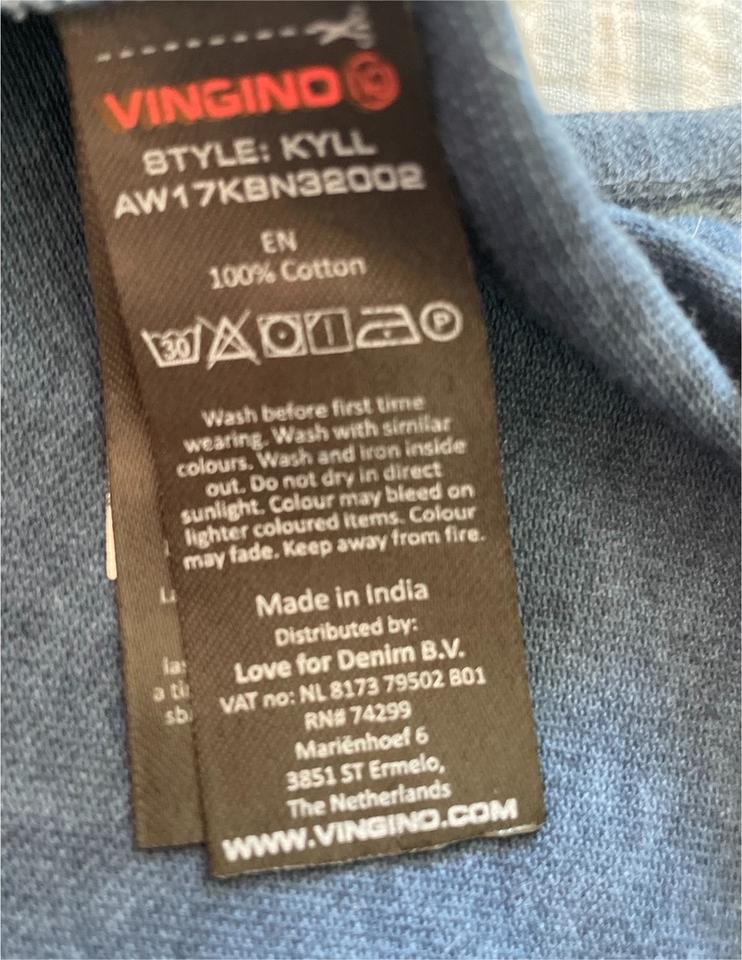 VINGINO
STYLE: KYLL
AW17KBN32002
EN
100% Cotton
30
P
Wash before first time
wearing. Wash with similar
colours. Wash and iron inside
out. Do not dry in direct
sunlight. Colour may bleed on
lighter coloured items. Colour
may fade. Keep away from fire.
Made in India
Distributed by:
Love for Denim B.V.
VAT no: NL 8173 79502 B01
RN# 74299
Mariënhoef 6
3851 ST Ermelo,
The Netherlands
WWW.VINGINO.COM